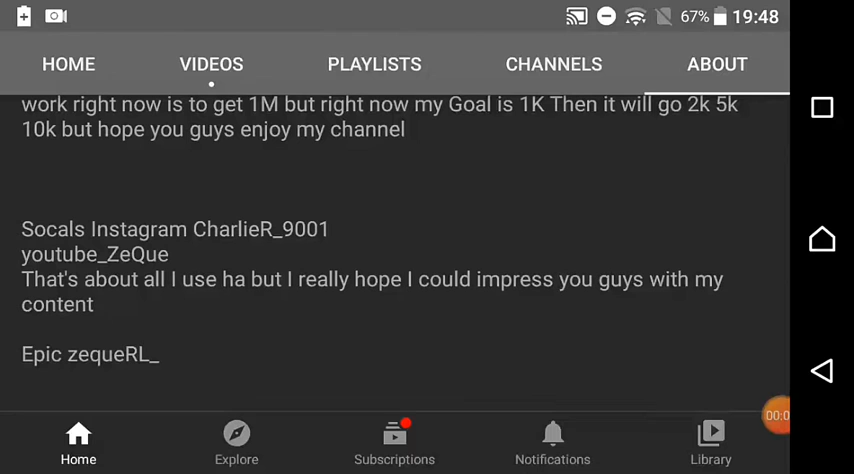 67% 19:48
HOME VIDEOS PLAYLISTS CHANNELS ABOUT
work right now is to get 1M but right now my Goal is 1K Then it will go 2k 5k
10k but hope you guys enjoy my channel
Socals Instagram CharlieR_9001
youtube_ZeQue
That's about all I use ha but I really hope I could impress you guys with my
content
Epic zequeRL_
00:0
Home Explore Subscriptions Notifications Library